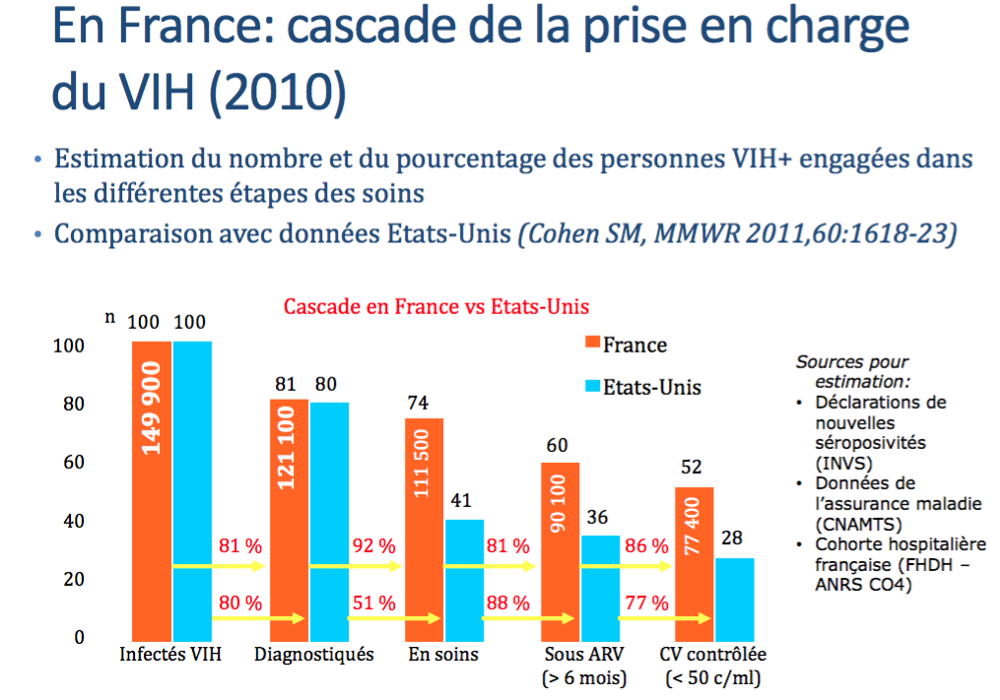 En France: cascade de la prise en charge
du VIH (2010)
• Estimation du nombre et du pourcentage des personnes VIH+ engagées dans
les différentes étapes des soins
• Comparaison avec données Etats-Unis (Cohen SM, MMWR 2011,60:1618-23)
Cascade en France vs Etats-Unis
n
100 100
81 80
74
41
60
36
52
28
France
Etats-Unis
100
80
60
40
20
0
149 900
121 100
111 500
90 100
77 400
81 % 92 % 81 % 86 %
80 % 51 % 88 % 77 %
Infectés VIH
Diagnostiqués
En soins
Sous ARV
(> 6 mois)
CV contrôlée
(< 50 c/ml)
Sources pour
estimation:
• Déclarations de
nouvelles
séroposivités
(INVS)
• Données de
l'assurance maladie
(CNAMTS)
• Cohorte hospitalière
française (FHDH –
ANRS CO4)